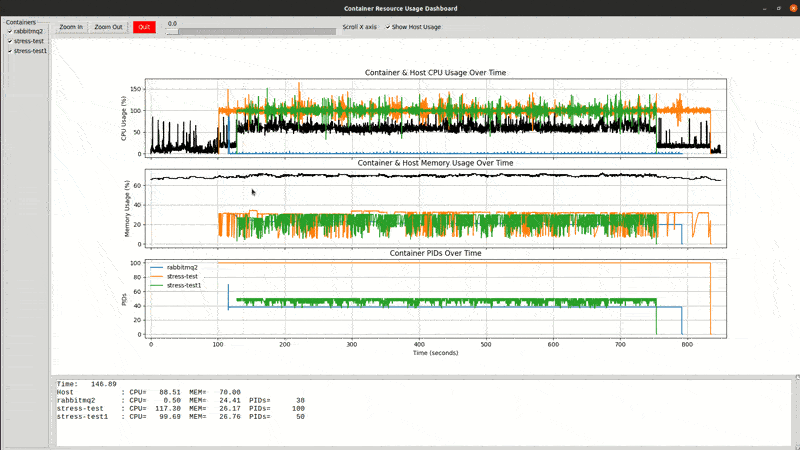 Container Resource Usage Dashboard
Containers
rabbitmq2
stress-test
stress-test1
Zoom In Zoom Out Quit 0.0 Scroll X axis Show Host Usage
Container & Host CPU Usage Over Time
CPU Usage (%)
150
100
50
0
Container & Host Memory Usage Over Time
Memory Usage (%)
60
40
20
0
Container PIDs Over Time
PIDs
100
80
60
40
20
0
rabbitmq2
stress-test
stress-test1
0 100 200 300 400 500 600 700 800
Time (seconds)
Time: 146.89
Host : CPU= 88.51 MEM= 70.00
rabbitmq2 : CPU= 0.50 MEM= 24.41 PIDs= 38
stress-test : CPU= 117.30 MEM= 26.17 PIDs= 100
stress-test1 : CPU= 99.69 MEM= 26.76 PIDs= 50